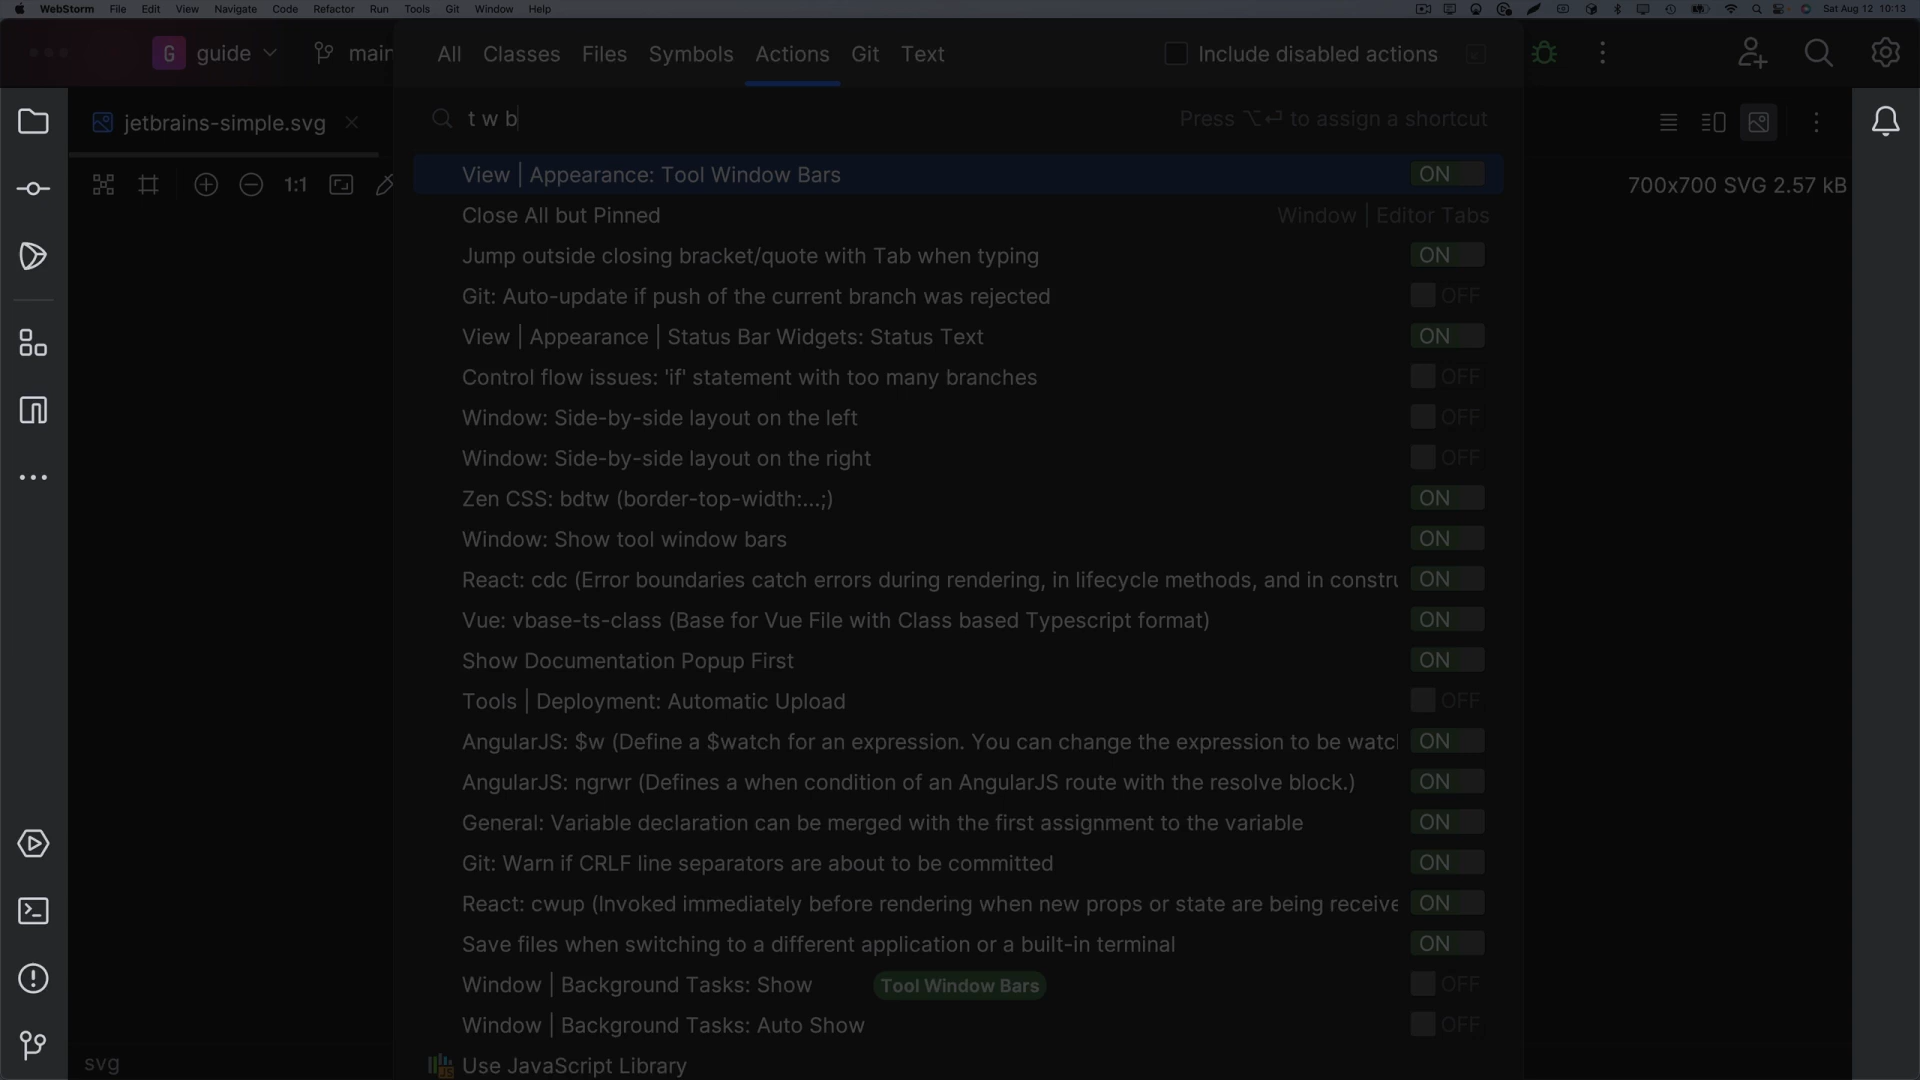 WebStorm File Edit View Navigate Code Refactor Run Tools Git Window Help Sat Aug 12 10:13
G guide main All Classes Files Symbols Actions Git Text Include disabled actions
jetbrains-simple.svg
t w b Press ⌥↩ to assign a shortcut
1:1 700x700 SVG 2.57 kB
View | Appearance: Tool Window Bars ON
Close All but Pinned Window | Editor Tabs
Jump outside closing bracket/quote with Tab when typing ON
Git: Auto-update if push of the current branch was rejected OFF
View | Appearance | Status Bar Widgets: Status Text ON
Control flow issues: 'if' statement with too many branches OFF
Window: Side-by-side layout on the left OFF
Window: Side-by-side layout on the right OFF
Zen CSS: bdtw (border-top-width:...;) ON
Window: Show tool window bars ON
React: cdc (Error boundaries catch errors during rendering, in lifecycle methods, and in constru ON
Vue: vbase-ts-class (Base for Vue File with Class based Typescript format) ON
Show Documentation Popup First ON
Tools | Deployment: Automatic Upload OFF
AngularJS: $w (Define a $watch for an expression. You can change the expression to be watc ON
AngularJS: ngrwr (Defines a when condition of an AngularJS route with the resolve block.) ON
General: Variable declaration can be merged with the first assignment to the variable ON
Git: Warn if CRLF line separators are about to be committed ON
React: cwup (Invoked immediately before rendering when new props or state are being receive ON
Save files when switching to a different application or a built-in terminal ON
Window | Background Tasks: Show Tool Window Bars OFF
Window | Background Tasks: Auto Show OFF
svg
JS Use JavaScript Library